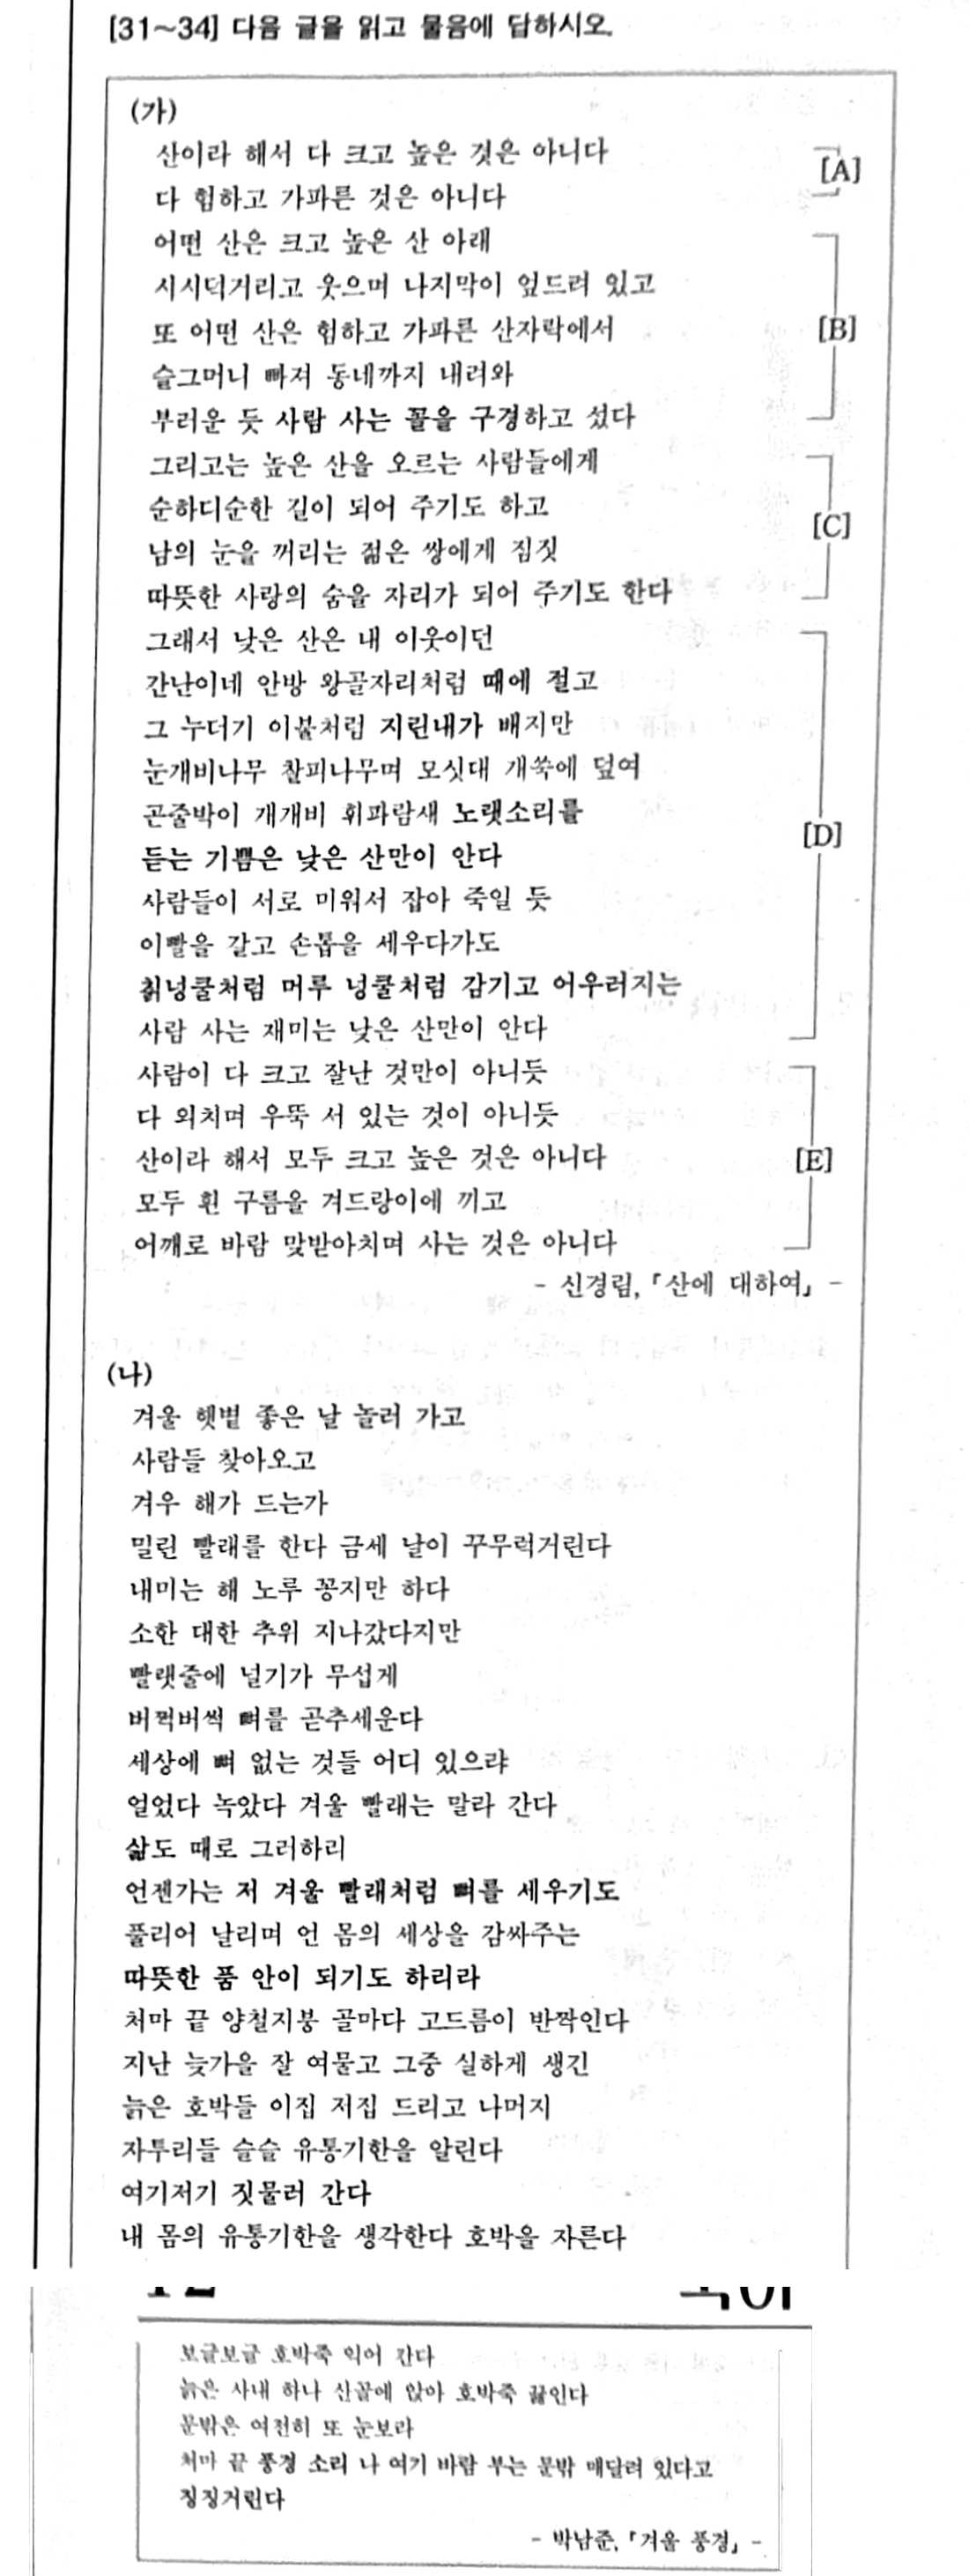 [31~34] 다음 글을 읽고 물음에 답하시오.
(가)
산이라 해서 다 크고 높은 것은 아니다
[A]
다 험하고 가파른 것은 아니다
어떤 산은 크고 높은 산 아래
시시덕거리고 웃으며 나지막이 엎드려 있고
또 어떤 산은 험하고 가파른 산자락에서
[B]
슬그머니 빠져 동네까지 내려와
부러운 듯 사람 사는 꼴을 구경하고 섰다
그리고는 높은 산을 오르는 사람들에게
순하디순한 길이 되어 주기도 하고
[C]
남의 눈을 꺼리는 젊은 쌍에게 짐짓
따뜻한 사랑의 숨을 자리가 되어 주기도 한다
그래서 낮은 산은 내 이웃이던
간난이네 안방 왕골자리처럼 때에 절고
그 누더기 이불처럼 지린내가 배지만
눈개비나무 찰피나무며 모싯대 개쑥에 덮여
곤줄박이 개개비 휘파람새 노랫소리를
[D]
듣는 기쁨은 낮은 산만이 안다
사람들이 서로 미워서 잡아 죽일 듯
이빨을 갈고 손톱을 세우다가도
칡넝쿨처럼 머루 넝쿨처럼 감기고 어우러지는
사람 사는 재미는 낮은 산만이 안다
사람이 다 크고 잘난 것만이 아니듯
다 외치며 우뚝 서 있는 것이 아니듯
산이라 해서 모두 크고 높은 것은 아니다
[E]
모두 흰 구름을 겨드랑이에 끼고
어깨로 바람 맞받아치며 사는 것은 아니다
- 신경림, 「산에 대하여」 -
(나)
겨울 햇볕 좋은 날 놀러 가고
사람들 찾아오고
겨우 해가 드는가
밀린 빨래를 한다 금세 날이 꾸무럭거린다
내미는 해 노루 꽁지만 하다
소한 대한 추위 지나갔다지만
빨랫줄에 널기가 무섭게
버쩍버썩 뼈를 곧추세운다
세상에 뼈 없는 것들 어디 있으랴
얼었다 녹았다 겨울 빨래는 말라 간다
삶도 때로 그러하리
언젠가는 저 겨울 빨래처럼 뼈를 세우기도
풀리어 날리며 언 몸의 세상을 감싸주는
따뜻한 품 안이 되기도 하리라
처마 끝 양철지붕 골마다 고드름이 반짝인다
지난 늦가을 잘 여물고 그중 실하게 생긴
늙은 호박들 이집 저집 드리고 나머지
자투리들 슬슬 유통기한을 알린다
여기저기 짓물러 간다
내 몸의 유통기한을 생각한다 호박을 자른다
보글보글 호박죽 익어 간다
늙은 사내 하나 산골에 앉아 호박죽 끓인다
문밖은 여전히 또 눈보라
처마 끝 풍경 소리 나 여기 바람 부는 문밖 매달려 있다고
징징거린다
- 박남준, 「겨울 풍경」 -